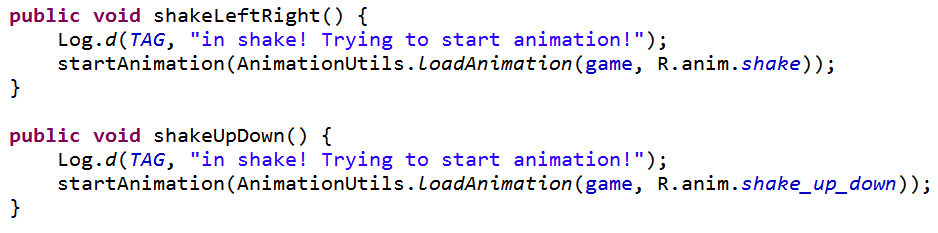 public void shakeLeftRight() {
    Log.d(TAG, "in shake! Trying to start animation!");
    startAnimation(AnimationUtils.loadAnimation(game, R.anim.shake));
}

public void shakeUpDown() {
    Log.d(TAG, "in shake! Trying to start animation!");
    startAnimation(AnimationUtils.loadAnimation(game, R.anim.shake_up_down));
}